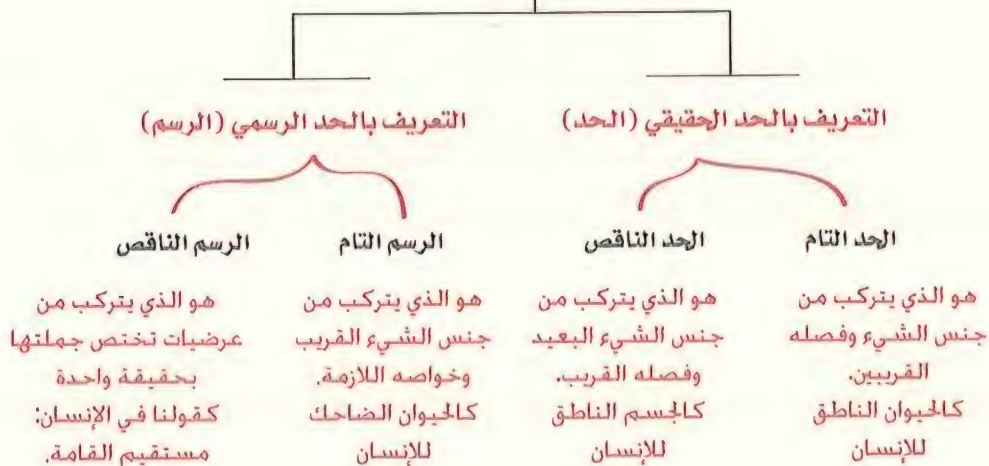 التعريف بالحد الحقيقي (الحد)
التعريف بالحد الرسمي (الرسم)
الحد التام
هو الذي يتركب من
جنس الشيء وفصله
القريبين.
كالحيوان الناطق
للإنسان
الحد الناقص
هو الذي يتركب من
جنس الشيء البعيد
وفصله القريب.
كالجسم الناطق
للإنسان
الرسم التام
هو الذي يتركب من
جنس الشيء القريب
وخواصه اللازمة.
كالحيوان الضاحك
للإنسان
الرسم الناقص
هو الذي يتركب من
عرضيات تختص جملتها
بحقيقة واحدة
كقولنا في الإنسان:
مستقيم القامة.